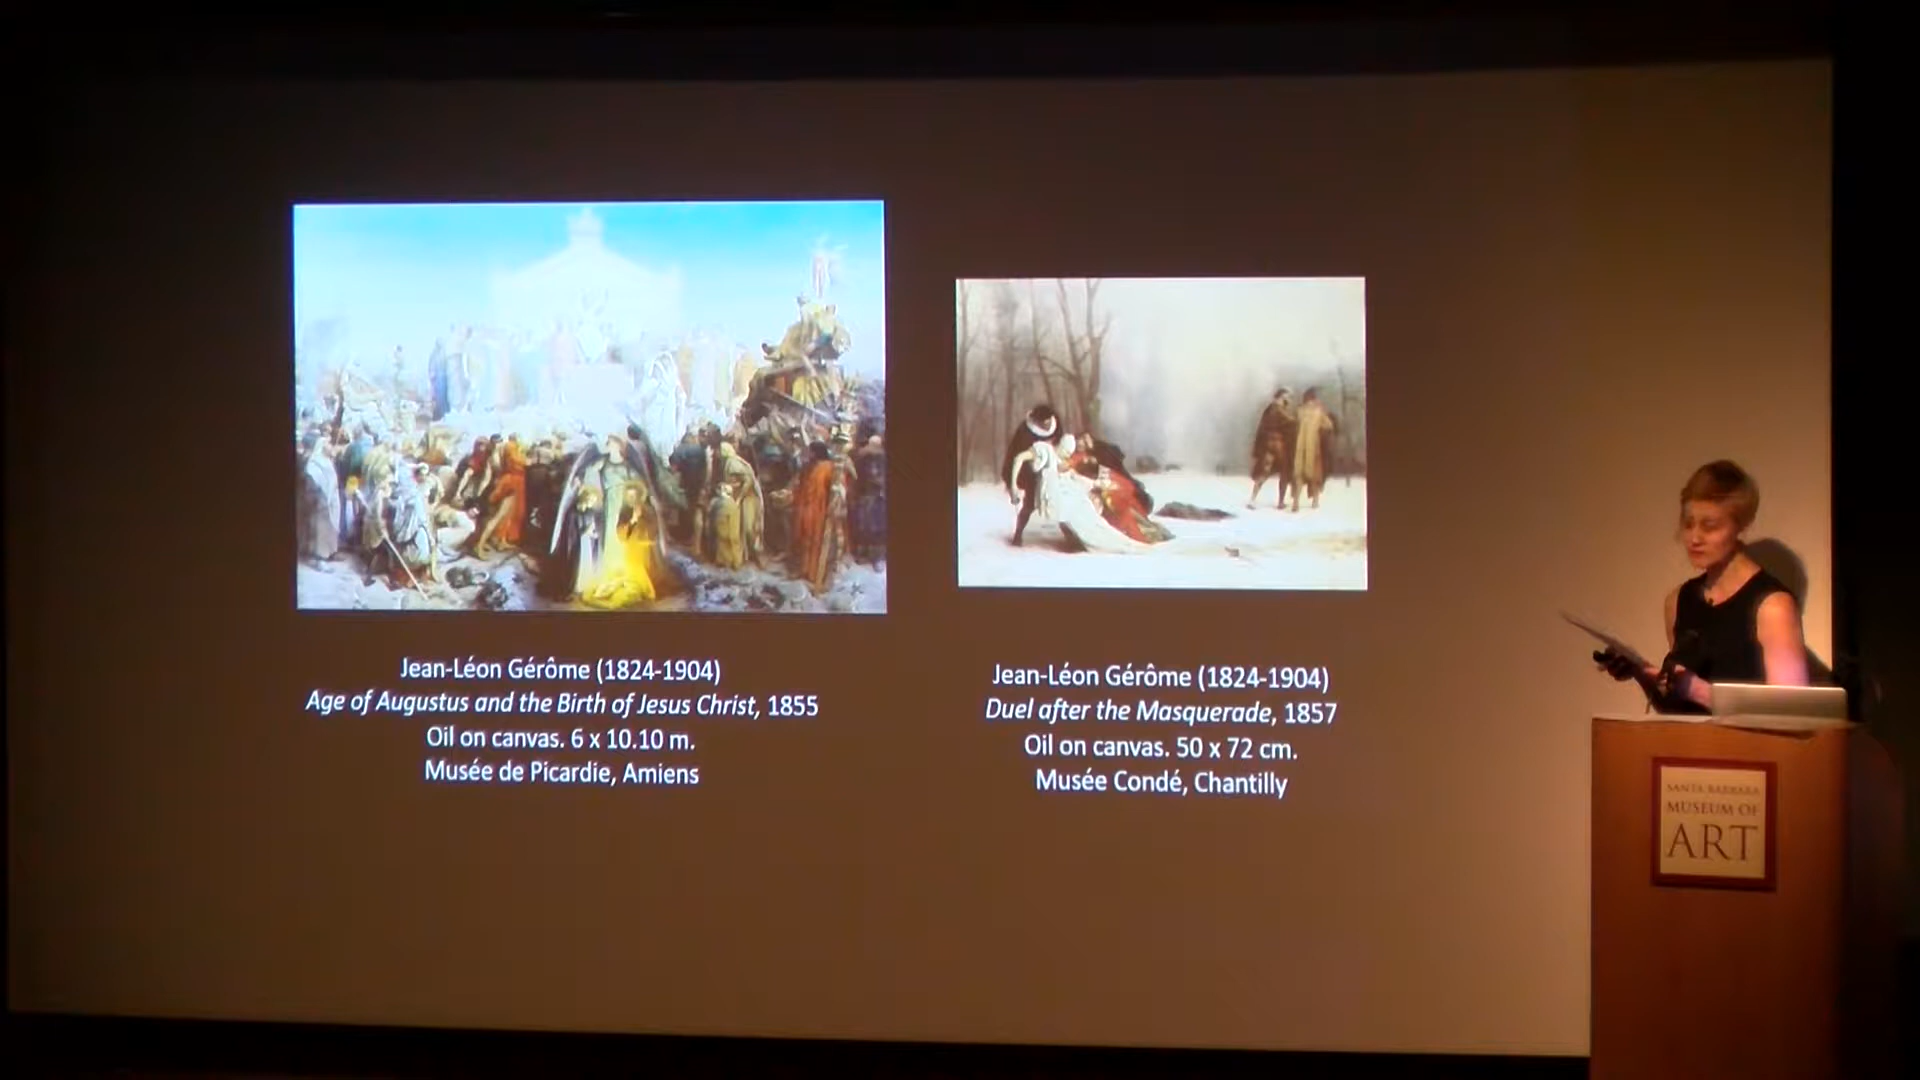 Jean-Léon Gérôme (1824-1904)
Age of Augustus and the Birth of Jesus Christ, 1855
Oil on canvas. 6 x 10.10 m.
Musée de Picardie, Amiens
Jean-Léon Gérôme (1824-1904)
Duel after the Masquerade, 1857
Oil on canvas. 50 x 72 cm.
Musée Condé, Chantilly
SANTA BARBARA
MUSEUM OF
ART